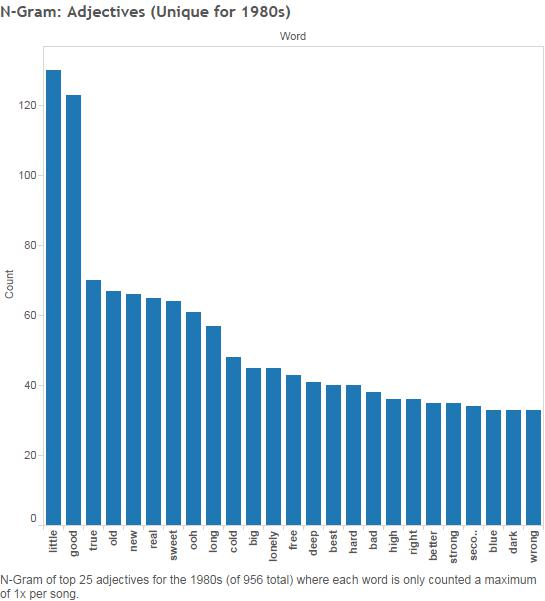 N-Gram: Adjectives (Unique for 1980s)
Word
120
100
80
60
40
20
0
Count
little
good
true
old
new
real
sweet
ooh
long
cold
big
lonely
free
deep
best
hard
bad
high
right
better
strong
seco..
blue
dark
wrong
N-Gram of top 25 adjectives for the 1980s (of 956 total) where each word is only counted a maximum
of 1x per song.